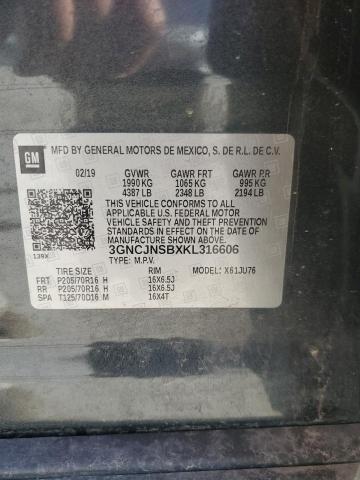 GM
MFD BY GENERAL MOTORS DE MEXICO, S. DE R.L. DE C.V.
02/19 GVWR GAWR FRT GAWR RR
1990 KG 1065 KG 995 KG
4387 LB 2348 LB 2194 LB
THIS VEHICLE CONFORMS TO ALL APPLICABLE U.S. FEDERAL MOTOR
VEHICLE SAFETY, BUMPER, AND THEFT
PREVENTION STANDARDS IN EFFECT ON THE DATE OF
MANUFACTURE SHOWN ABOVE.
139X 3GNCJNSBXKL316606
TYPE: M.P.V.
TIRE SIZE RIM MODEL: X61JU76
FRT P205/70R16 H 16X6.5J
RR P205/70R16 H 16X6.5J
SPA T125/70D16 M 16X4T